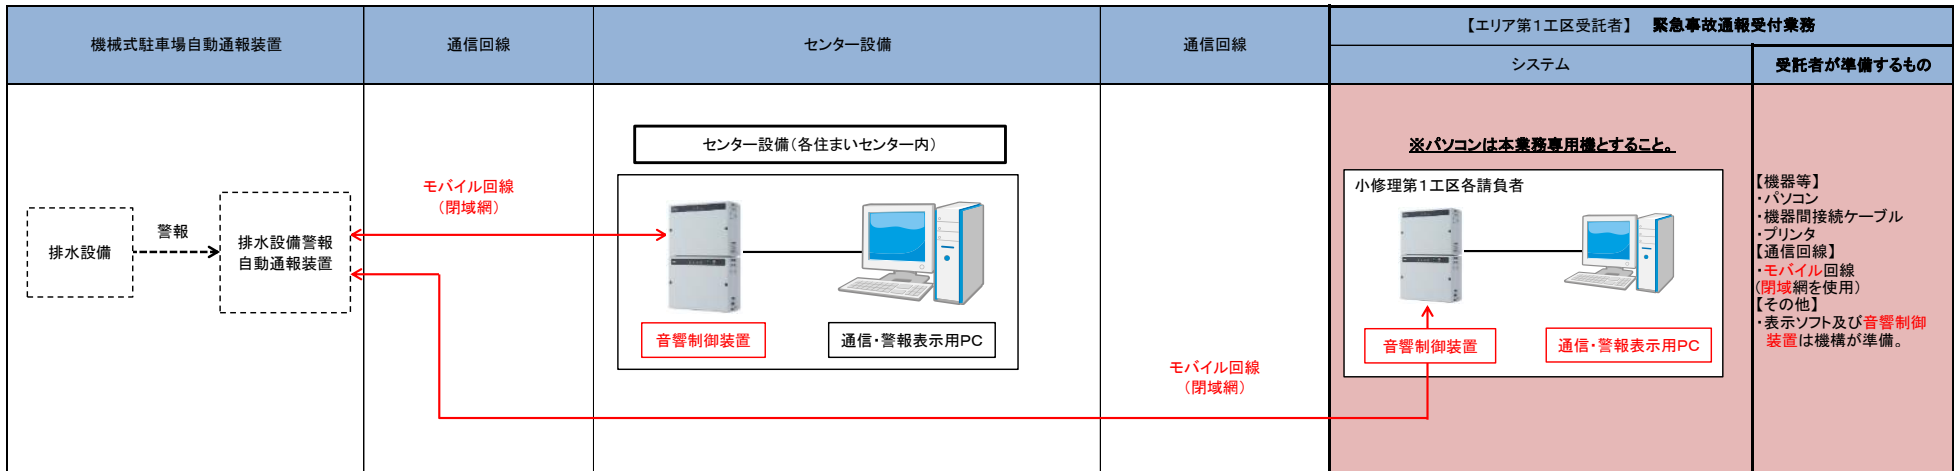 機械式駐車場自動通報装置
通信回線
センター設備
通信回線
【エリア第1工区受託者】 緊急事故通報受付業務
システム
受託者が準備するもの
排水設備
警報
排水設備警報
自動通報装置
モバイル回線
(閉域網)
センター設備(各住まいセンター内)
音響制御装置
通信・警報表示用PC
モバイル回線
(閉域網)
※パソコンは本業務専用機とすること。
小修理第1工区各請負者
音響制御装置
通信・警報表示用PC
【機器等】
・パソコン
・機器間接続ケーブル
・プリンタ
【通信回線】
・モバイル回線
(閉域網を使用)
【その他】
・表示ソフト及び音響制御
装置は機構が準備。